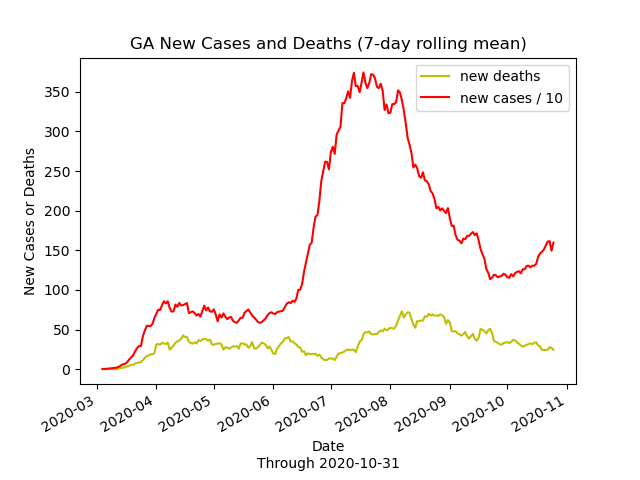 GA New Cases and Deaths (7-day rolling mean)
new deaths
new cases / 10
350
300
250
200
150
100
50
0
New Cases or Deaths
2020-03
2020-04
2020-05
2020-06
2020-07
2020-08
2020-09
2020-10
2020-11
Date
Through 2020-10-31